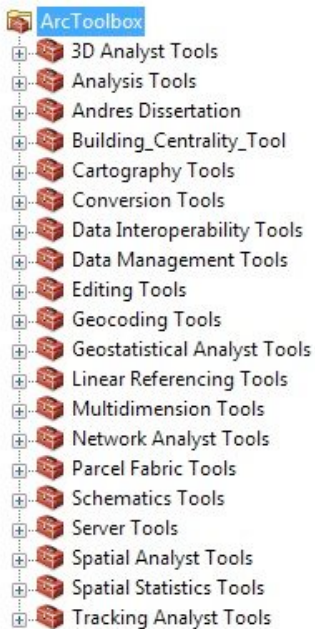 ArcToolbox
3D Analyst Tools
Analysis Tools
Andres Dissertation
Building_Centrality_Tool
Cartography Tools
Conversion Tools
Data Interoperability Tools
Data Management Tools
Editing Tools
Geocoding Tools
Geostatistical Analyst Tools
Linear Referencing Tools
Multidimension Tools
Network Analyst Tools
Parcel Fabric Tools
Schematics Tools
Server Tools
Spatial Analyst Tools
Spatial Statistics Tools
Tracking Analyst Tools